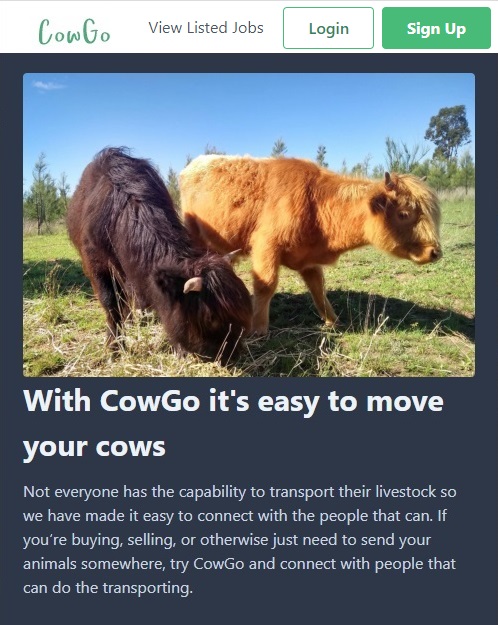 CowGo
View Listed Jobs
Login
Sign Up
With CowGo it's easy to move
your cows
Not everyone has the capability to transport their livestock so
we have made it easy to connect with the people that can. If
you’re buying, selling, or otherwise just need to send your
animals somewhere, try CowGo and connect with people that
can do the transporting.